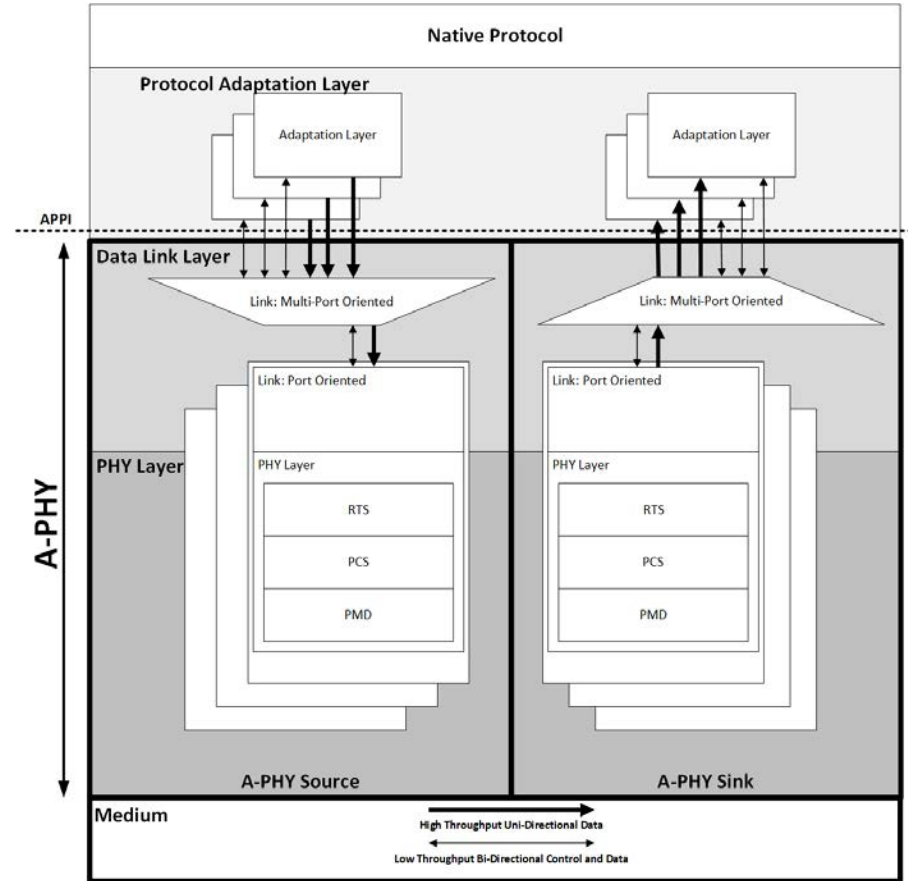 Native Protocol
Protocol Adaptation Layer
Adaptation Layer
Adaptation Layer
APPI
Data Link Layer
Link: Multi-Port Oriented
Link: Multi-Port Oriented
Link: Port Oriented
Link: Port Oriented
PHY Layer
PHY Layer
PHY Layer
A-PHY
RTS
RTS
PCS
PCS
PMD
PMD
A-PHY Source
A-PHY Sink
Medium
High Throughput Uni-Directional Data
Low Throughput Bi-Directional Control and Data